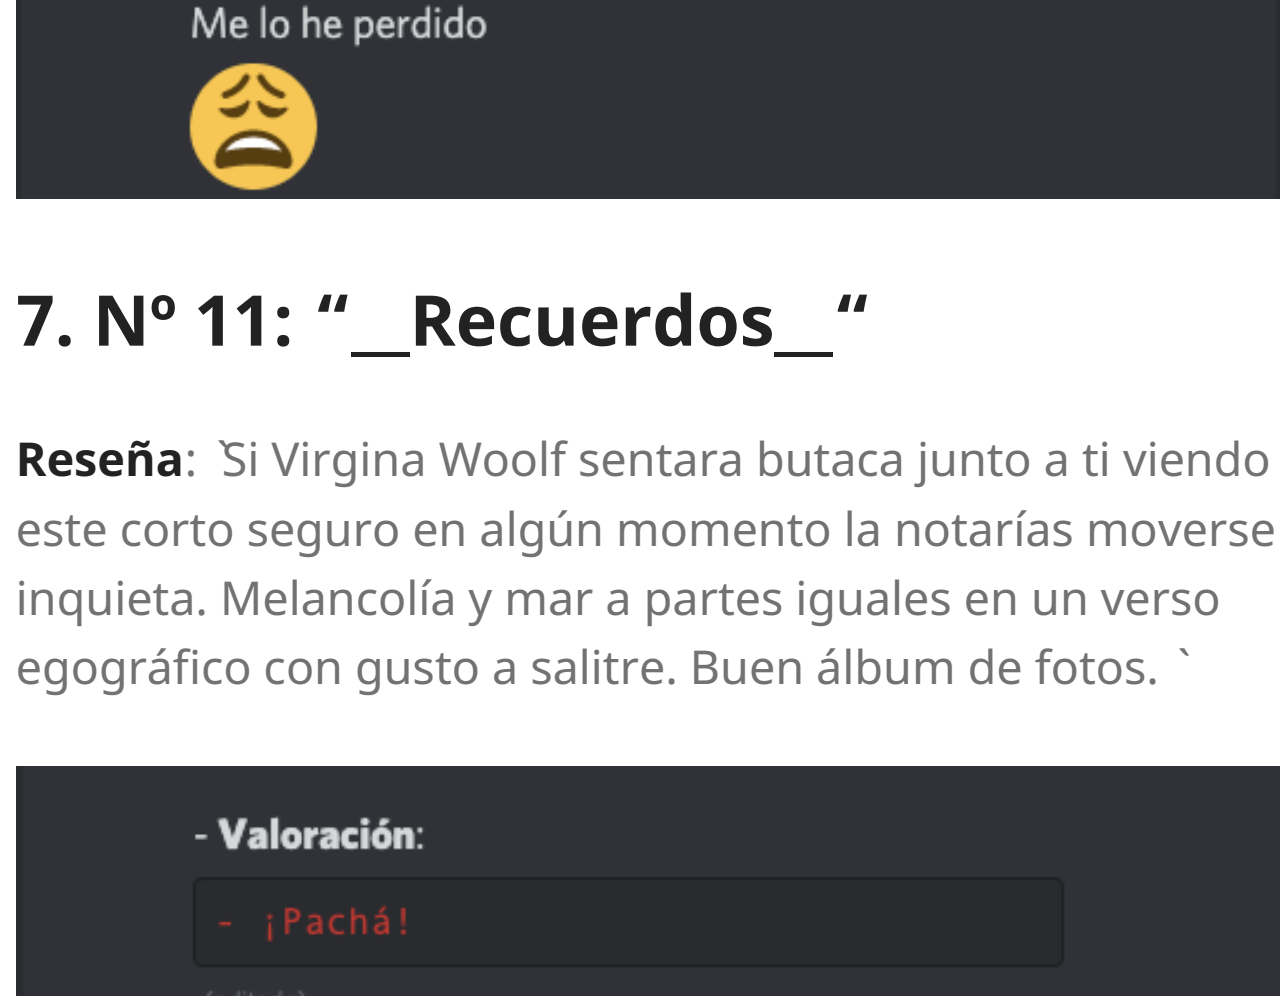 Me lo he perdido
7. Nº 11: “__Recuerdos__“
Reseña: `Si Virgina Woolf sentara butaca junto a ti viendo
este corto seguro en algún momento la notarías moverse
inquieta. Melancolía y mar a partes iguales en un verso
egográfico con gusto a salitre. Buen álbum de fotos. `
- Valoración:
- ¡Pachá!